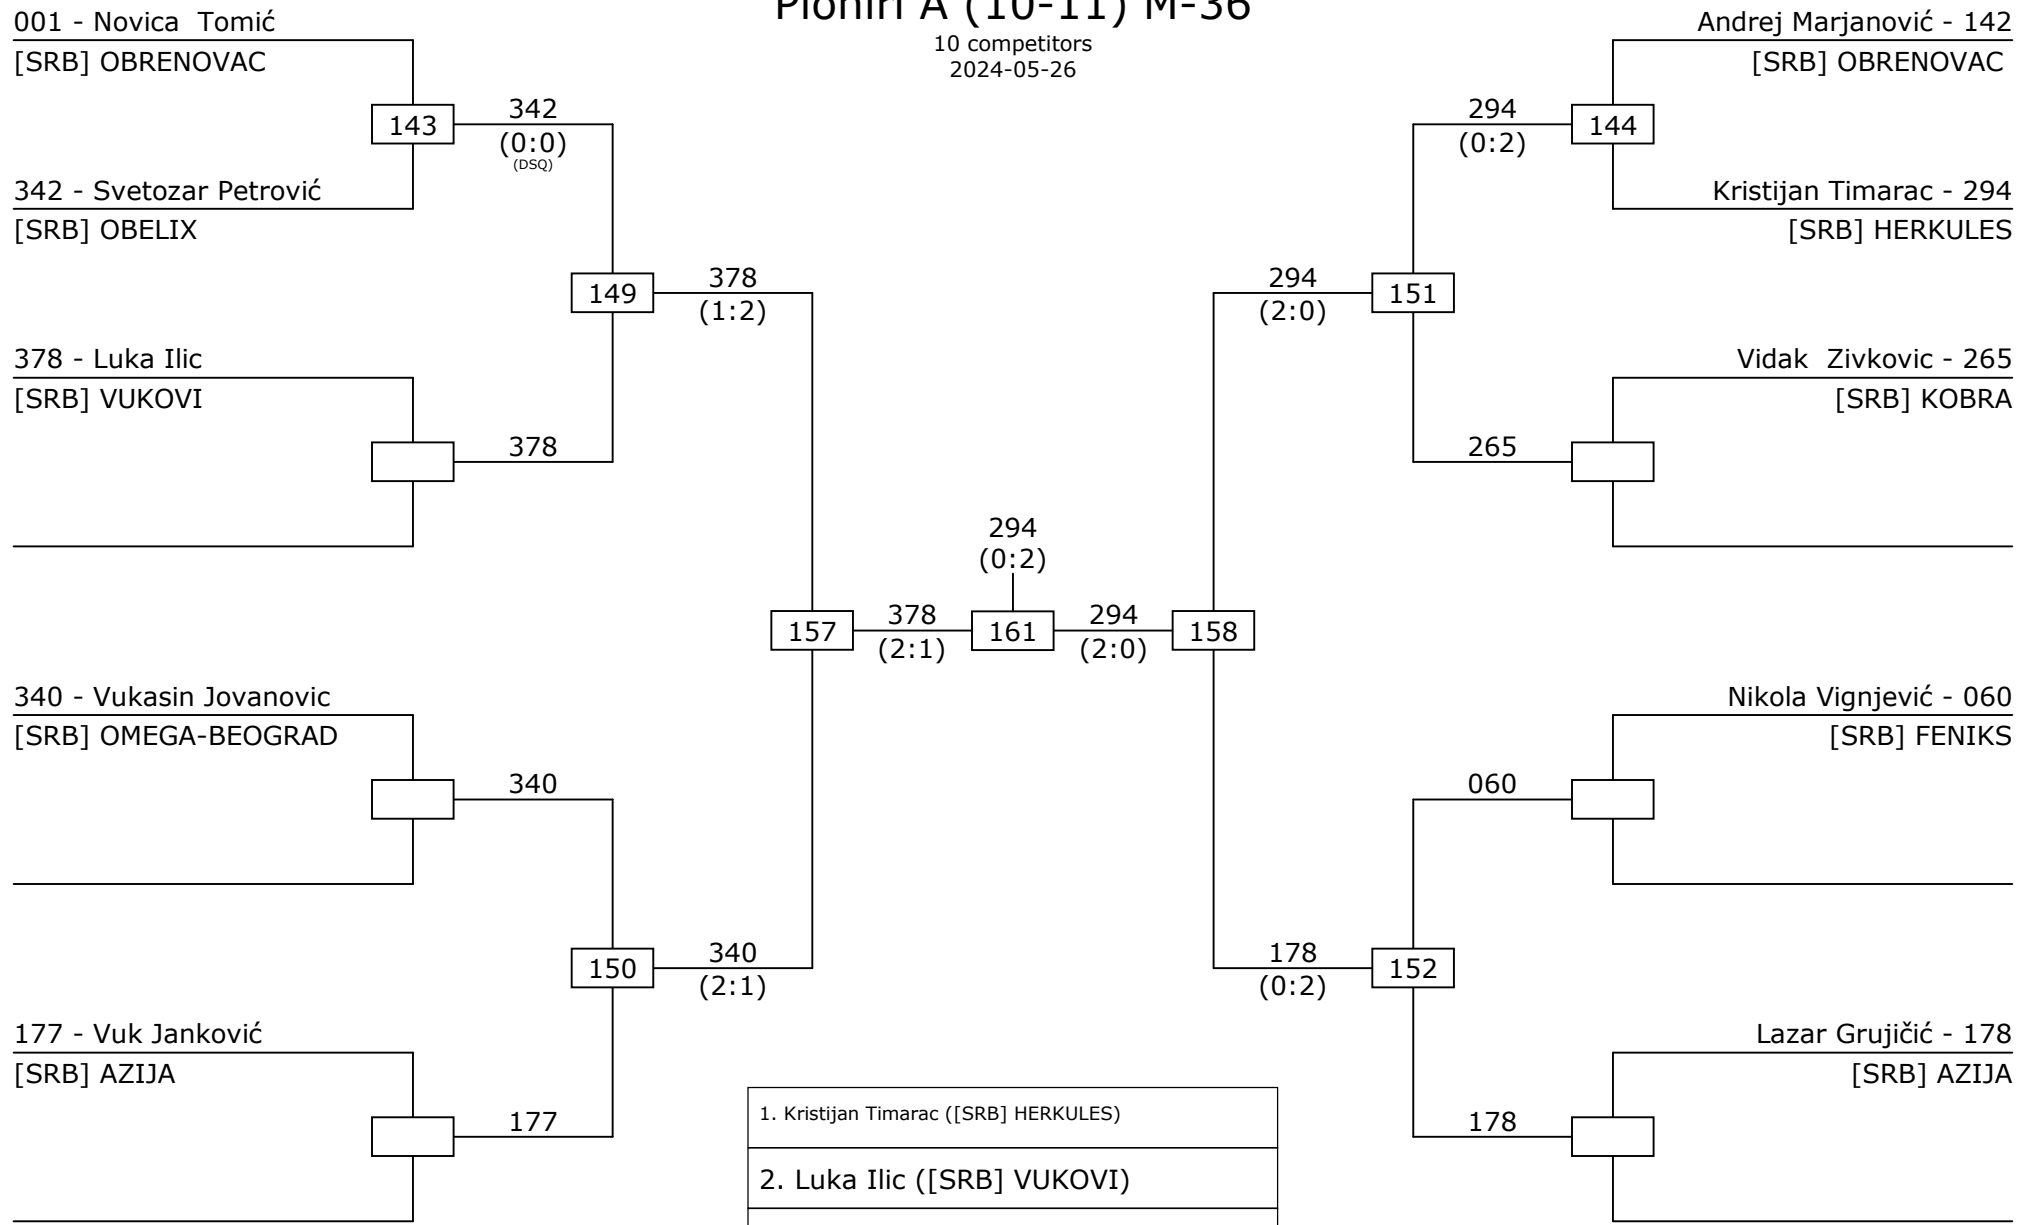 Pioniri A (10-11) M-36
10 competitors
2024-05-26
001 - Novica  Tomić
[SRB] OBRENOVAC
143
342
(0:0)
(DSQ)
342 - Svetozar Petrović
[SRB] OBELIX
149
378
(1:2)
378 - Luka Ilic
[SRB] VUKOVI
378
157
378
(2:1)
340 - Vukasin Jovanovic
[SRB] OMEGA-BEOGRAD
340
150
340
(2:1)
177 - Vuk Janković
[SRB] AZIJA
177
294
(0:2)
161
Andrej Marjanović - 142
[SRB] OBRENOVAC
294
(0:2)
144
Kristijan Timarac - 294
[SRB] HERKULES
294
(2:0)
151
Vidak  Zivkovic - 265
[SRB] KOBRA
265
294
(2:0)
158
Nikola Vignjević - 060
[SRB] FENIKS
060
178
(0:2)
152
Lazar Grujičić - 178
[SRB] AZIJA
178
1. Kristijan Timarac ([SRB] HERKULES)
2. Luka Ilic ([SRB] VUKOVI)